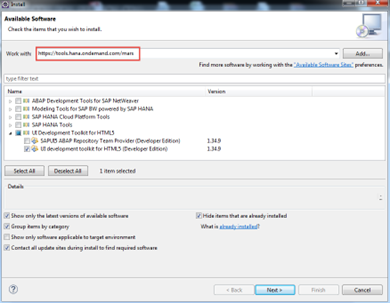 Install
Available Software
Check the items that you wish to install.
Work with: https://tools.hana.ondemand.com/mars
Add...
Find more software by working with the "Available Software Sites" preferences.
type filter text
Name Version
ABAP Development Tools for SAP NetWeaver
Modeling Tools for SAP BW powered by SAP HANA
SAP HANA Cloud Platform Tools
SAP HANA Tools
UI Development Toolkit for HTML5
SAPUI5 ABAP Repository Team Provider (Developer Edition) 1.34.9
UI development toolkit for HTML5 (Developer Edition) 1.34.9
Select All Deselect All 1 item selected
Details
Show only the latest versions of available software Hide items that are already installed
Group items by category What is already installed?
Show only software applicable to target environment
Contact all update sites during install to find required software
< Back Next > Finish Cancel